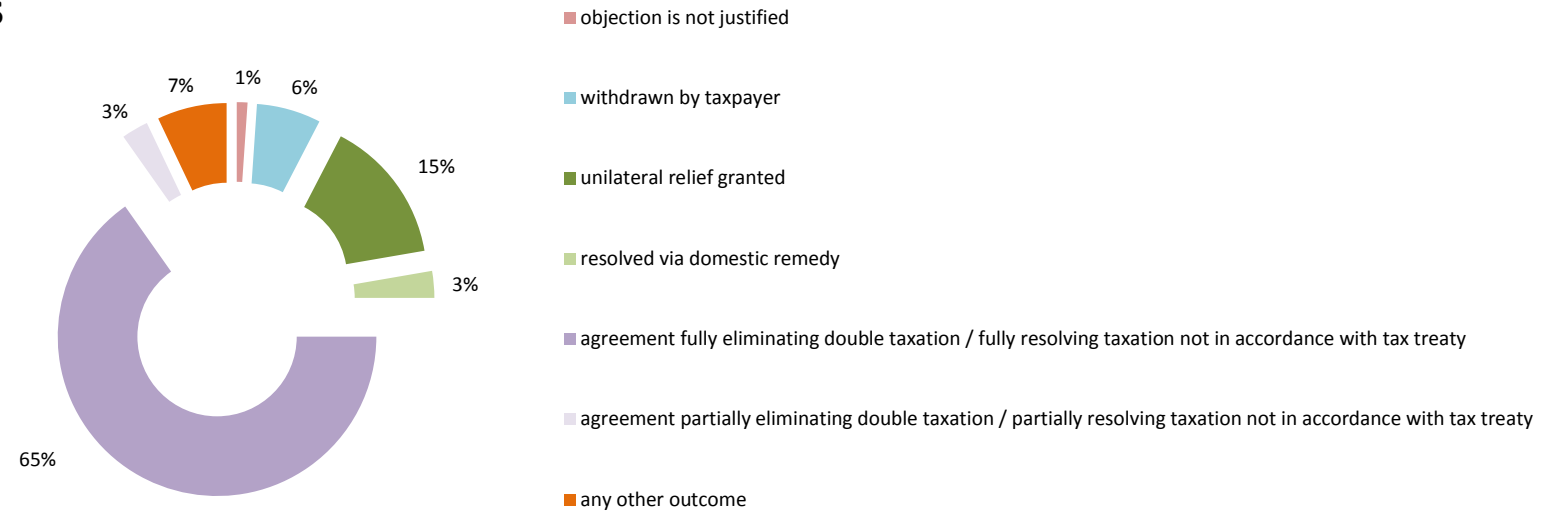 7%
1%
6%
3%
15%
3%
65%
objection is not justified
withdrawn by taxpayer
unilateral relief granted
resolved via domestic remedy
agreement fully eliminating double taxation / fully resolving taxation not in accordance with tax treaty
agreement partially eliminating double taxation / partially resolving taxation not in accordance with tax treaty
any other outcome